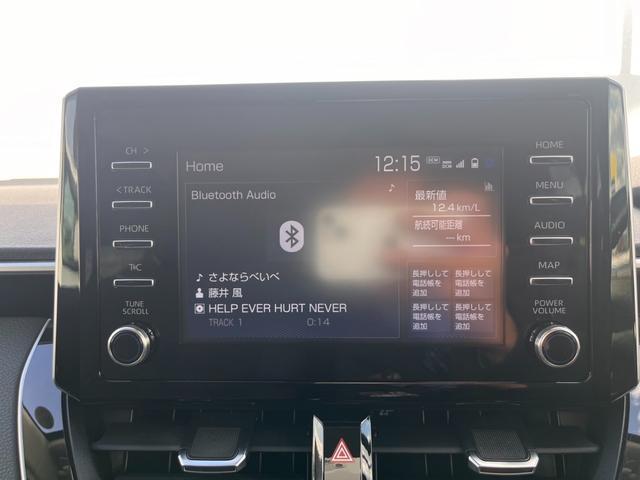 CH >
< TRACK
PHONE
T/C
TUNE
SCROLL
Home
12:15
DCM
Bluetooth Audio
さよならべいべ
藤井 風
HELP EVER HURT NEVER
TRACK 1
0:14
最新値
12.4 km/L
航続可能距離
--- km
長押しして
電話帳を
追加
長押しして
電話帳を
追加
長押しして
電話帳を
追加
長押しして
電話帳を
追加
HOME
MENU
AUDIO
MAP
POWER
VOLUME